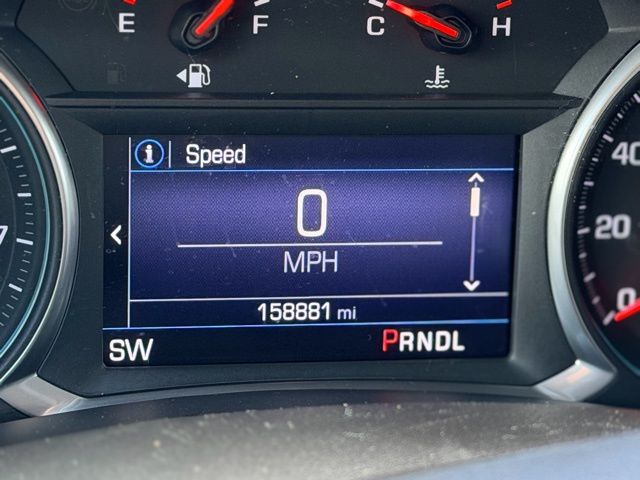 E F C H
i Speed
0
MPH
158881 mi
SW PRNDL
40
20
0